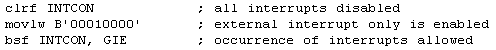 clrf INTCON ; all interrupts disabled
movlw B'00010000' ; external interrupt only is enabled
bsf INTCON, GIE ; occurrence of interrupts allowed